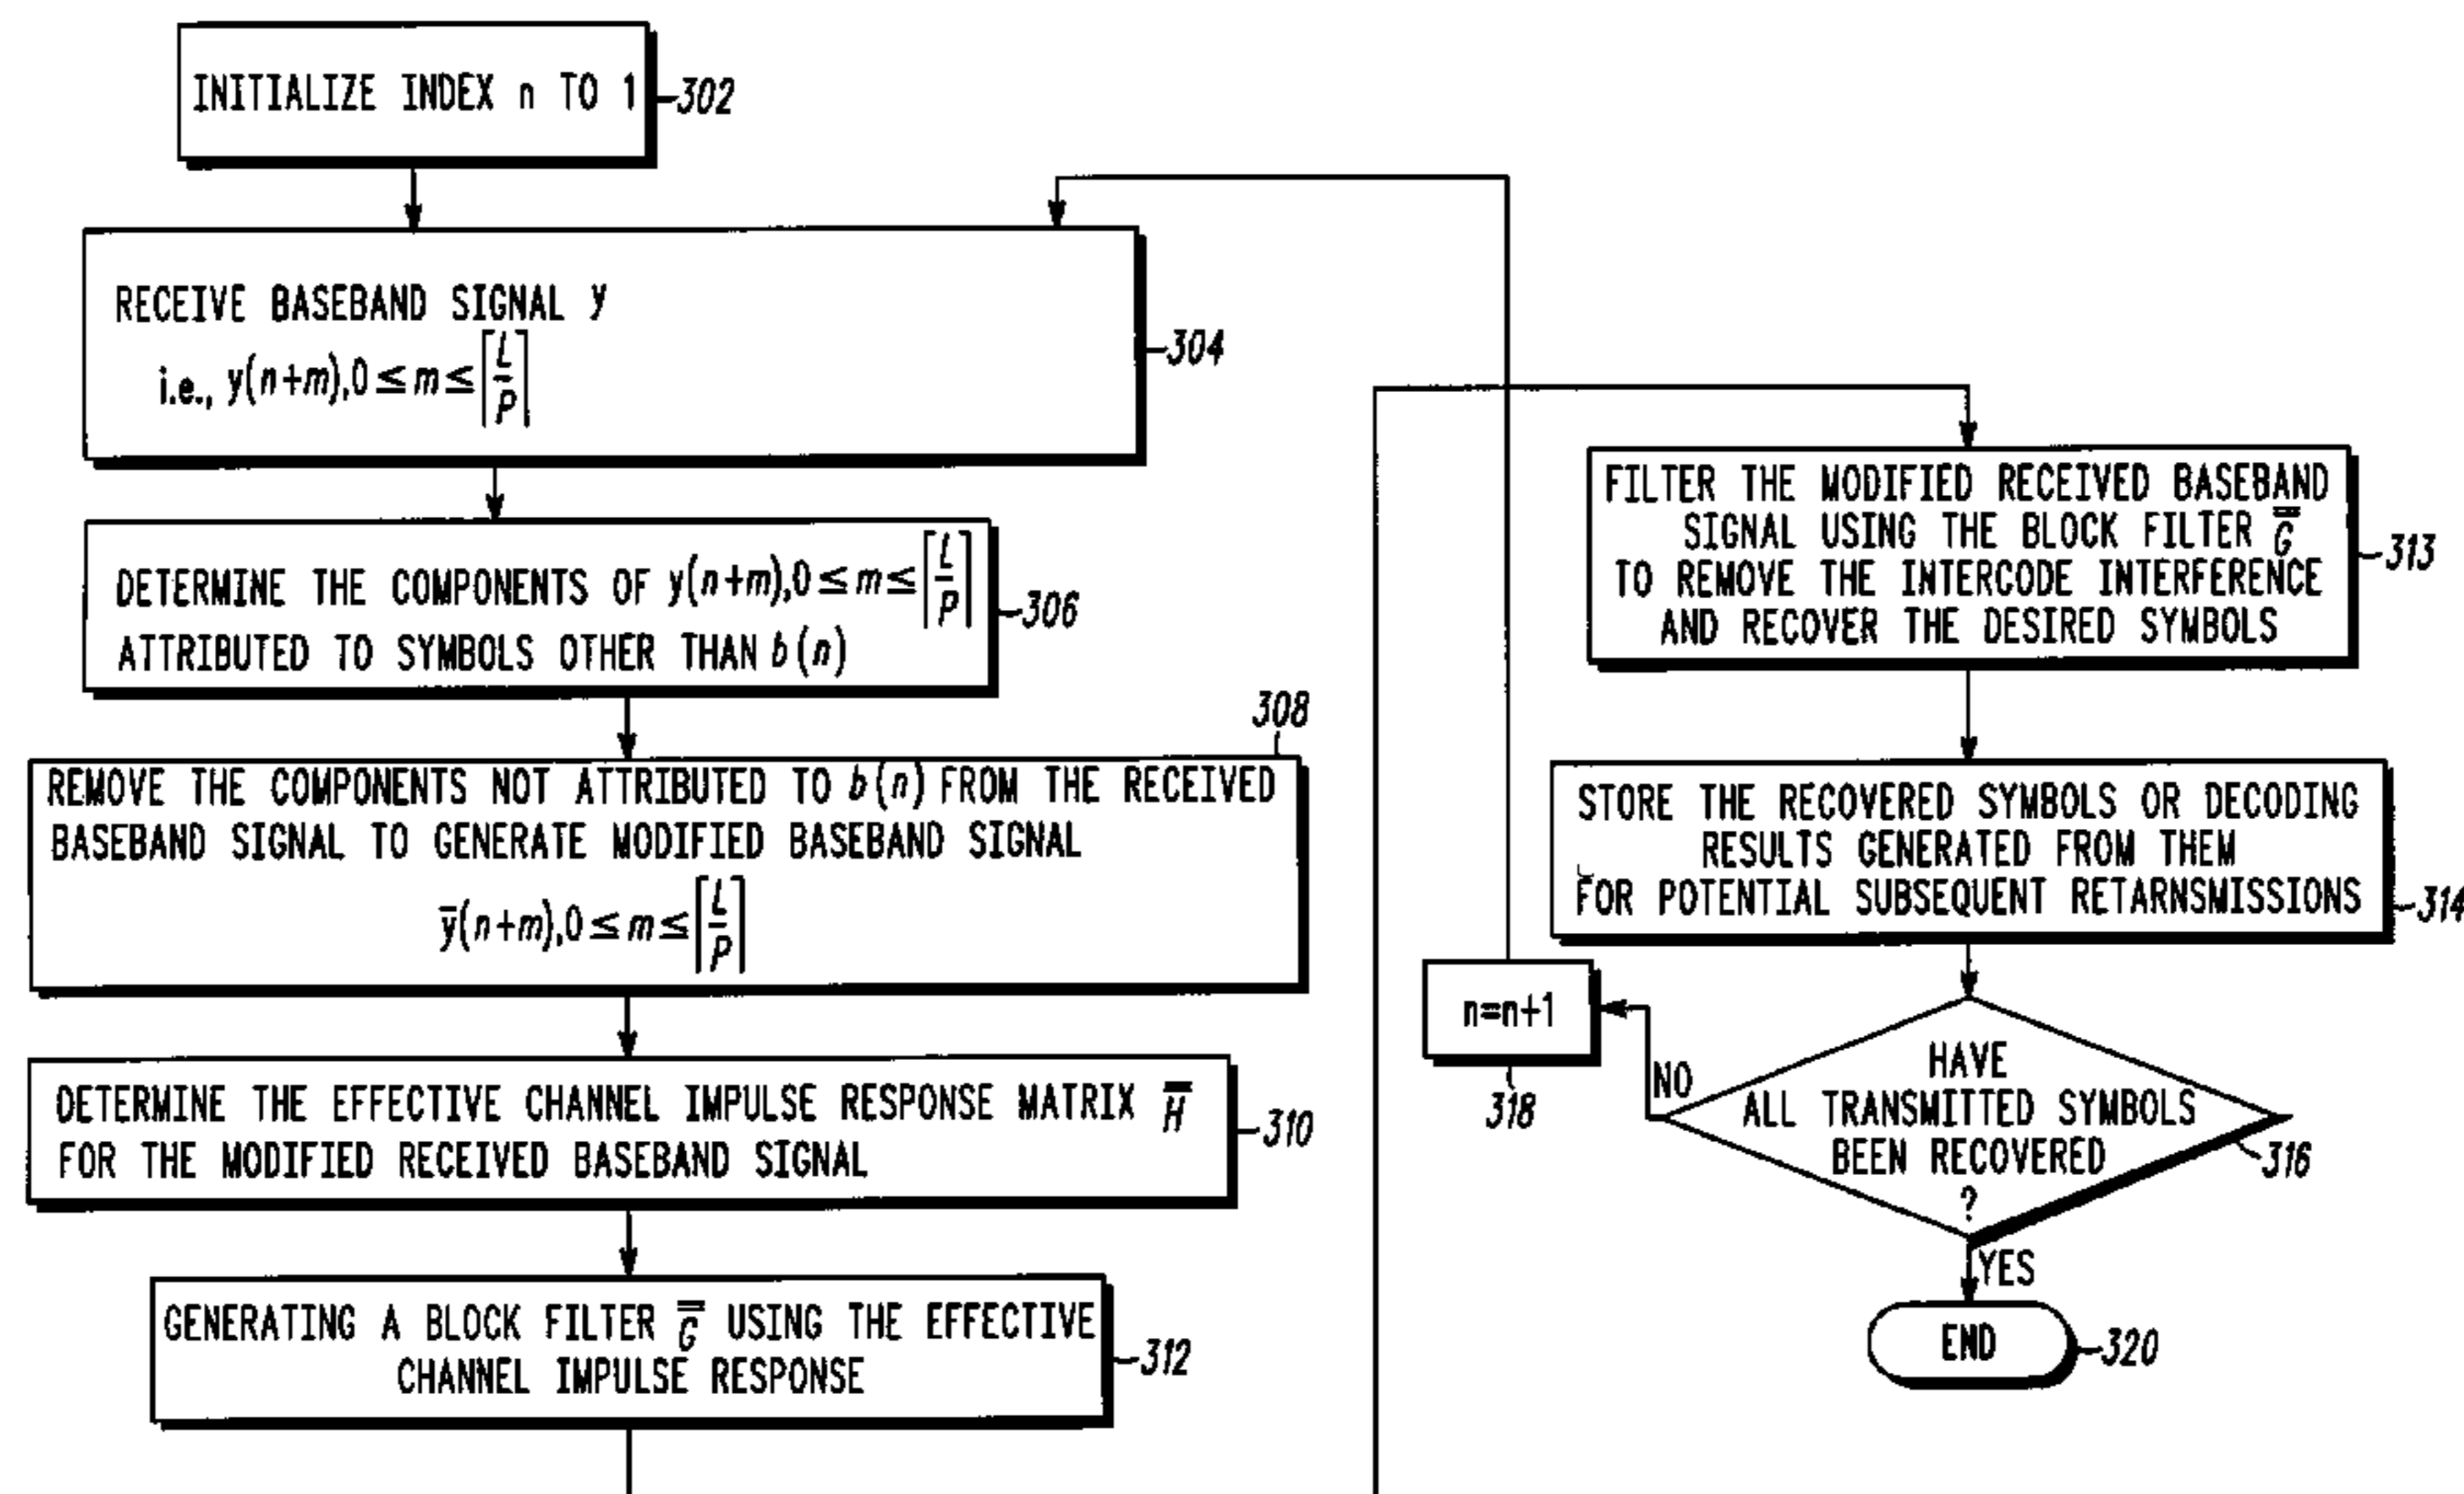 INITIALIZE INDEX n TO 1
302
RECEIVE BASEBAND SIGNAL y
i.e., y(n+m),0 ≤ m ≤ ⌈L/P⌉
304
DETERMINE THE COMPONENTS OF y(n+m),0 ≤ m ≤ ⌈L/P⌉
ATTRIBUTED TO SYMBOLS OTHER THAN b(n)
306
308
REMOVE THE COMPONENTS NOT ATTRIBUTED TO b(n) FROM THE RECEIVED
BASEBAND SIGNAL TO GENERATE MODIFIED BASEBAND SIGNAL
y̅(n+m),0 ≤ m ≤ ⌈L/P⌉
DETERMINE THE EFFECTIVE CHANNEL IMPULSE RESPONSE MATRIX H̿
FOR THE MODIFIED RECEIVED BASEBAND SIGNAL
310
GENERATING A BLOCK FILTER G̿ USING THE EFFECTIVE
CHANNEL IMPULSE RESPONSE
312
FILTER THE MODIFIED RECEIVED BASEBAND
SIGNAL USING THE BLOCK FILTER G̿
TO REMOVE THE INTERCODE INTERFERENCE
AND RECOVER THE DESIRED SYMBOLS
313
STORE THE RECOVERED SYMBOLS OR DECODING
RESULTS GENERATED FROM THEM
FOR POTENTIAL SUBSEQUENT RETARNSMISSIONS
314
HAVE
ALL TRANSMITTED SYMBOLS
BEEN RECOVERED
?
316
NO
n=n+1
318
YES
END
320